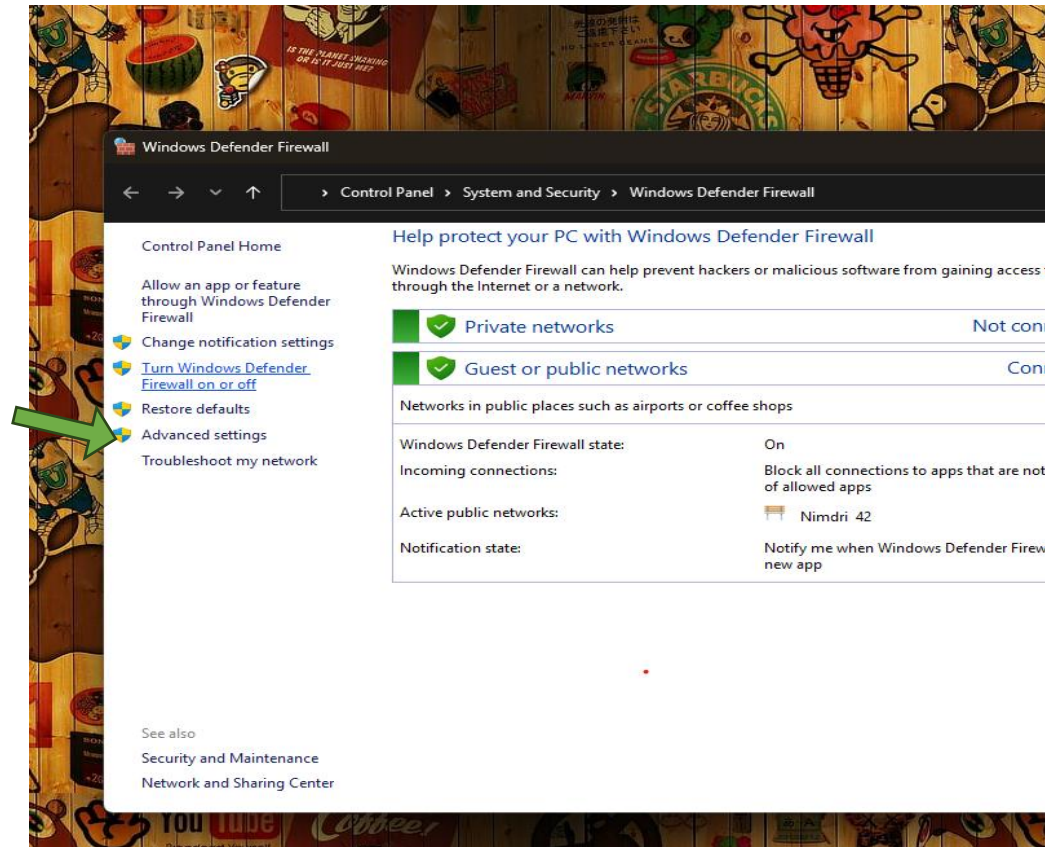 IS THE PLANET SHAKING
OR IS IT JUST ME?
NO LASER BEAMS
STARBUCKS
Windows Defender Firewall
Control Panel › System and Security › Windows Defender Firewall
Control Panel Home
Allow an app or feature
through Windows Defender
Firewall
Change notification settings
Turn Windows Defender
Firewall on or off
Restore defaults
Advanced settings
Troubleshoot my network
Help protect your PC with Windows Defender Firewall
Windows Defender Firewall can help prevent hackers or malicious software from gaining access
through the Internet or a network.
Private networks Not con
Guest or public networks Con
Networks in public places such as airports or coffee shops
Windows Defender Firewall state: On
Incoming connections: Block all connections to apps that are not
of allowed apps
Active public networks: Nimdri 42
Notification state: Notify me when Windows Defender Firew
new app
See also
Security and Maintenance
Network and Sharing Center
You Tube
Coffee!